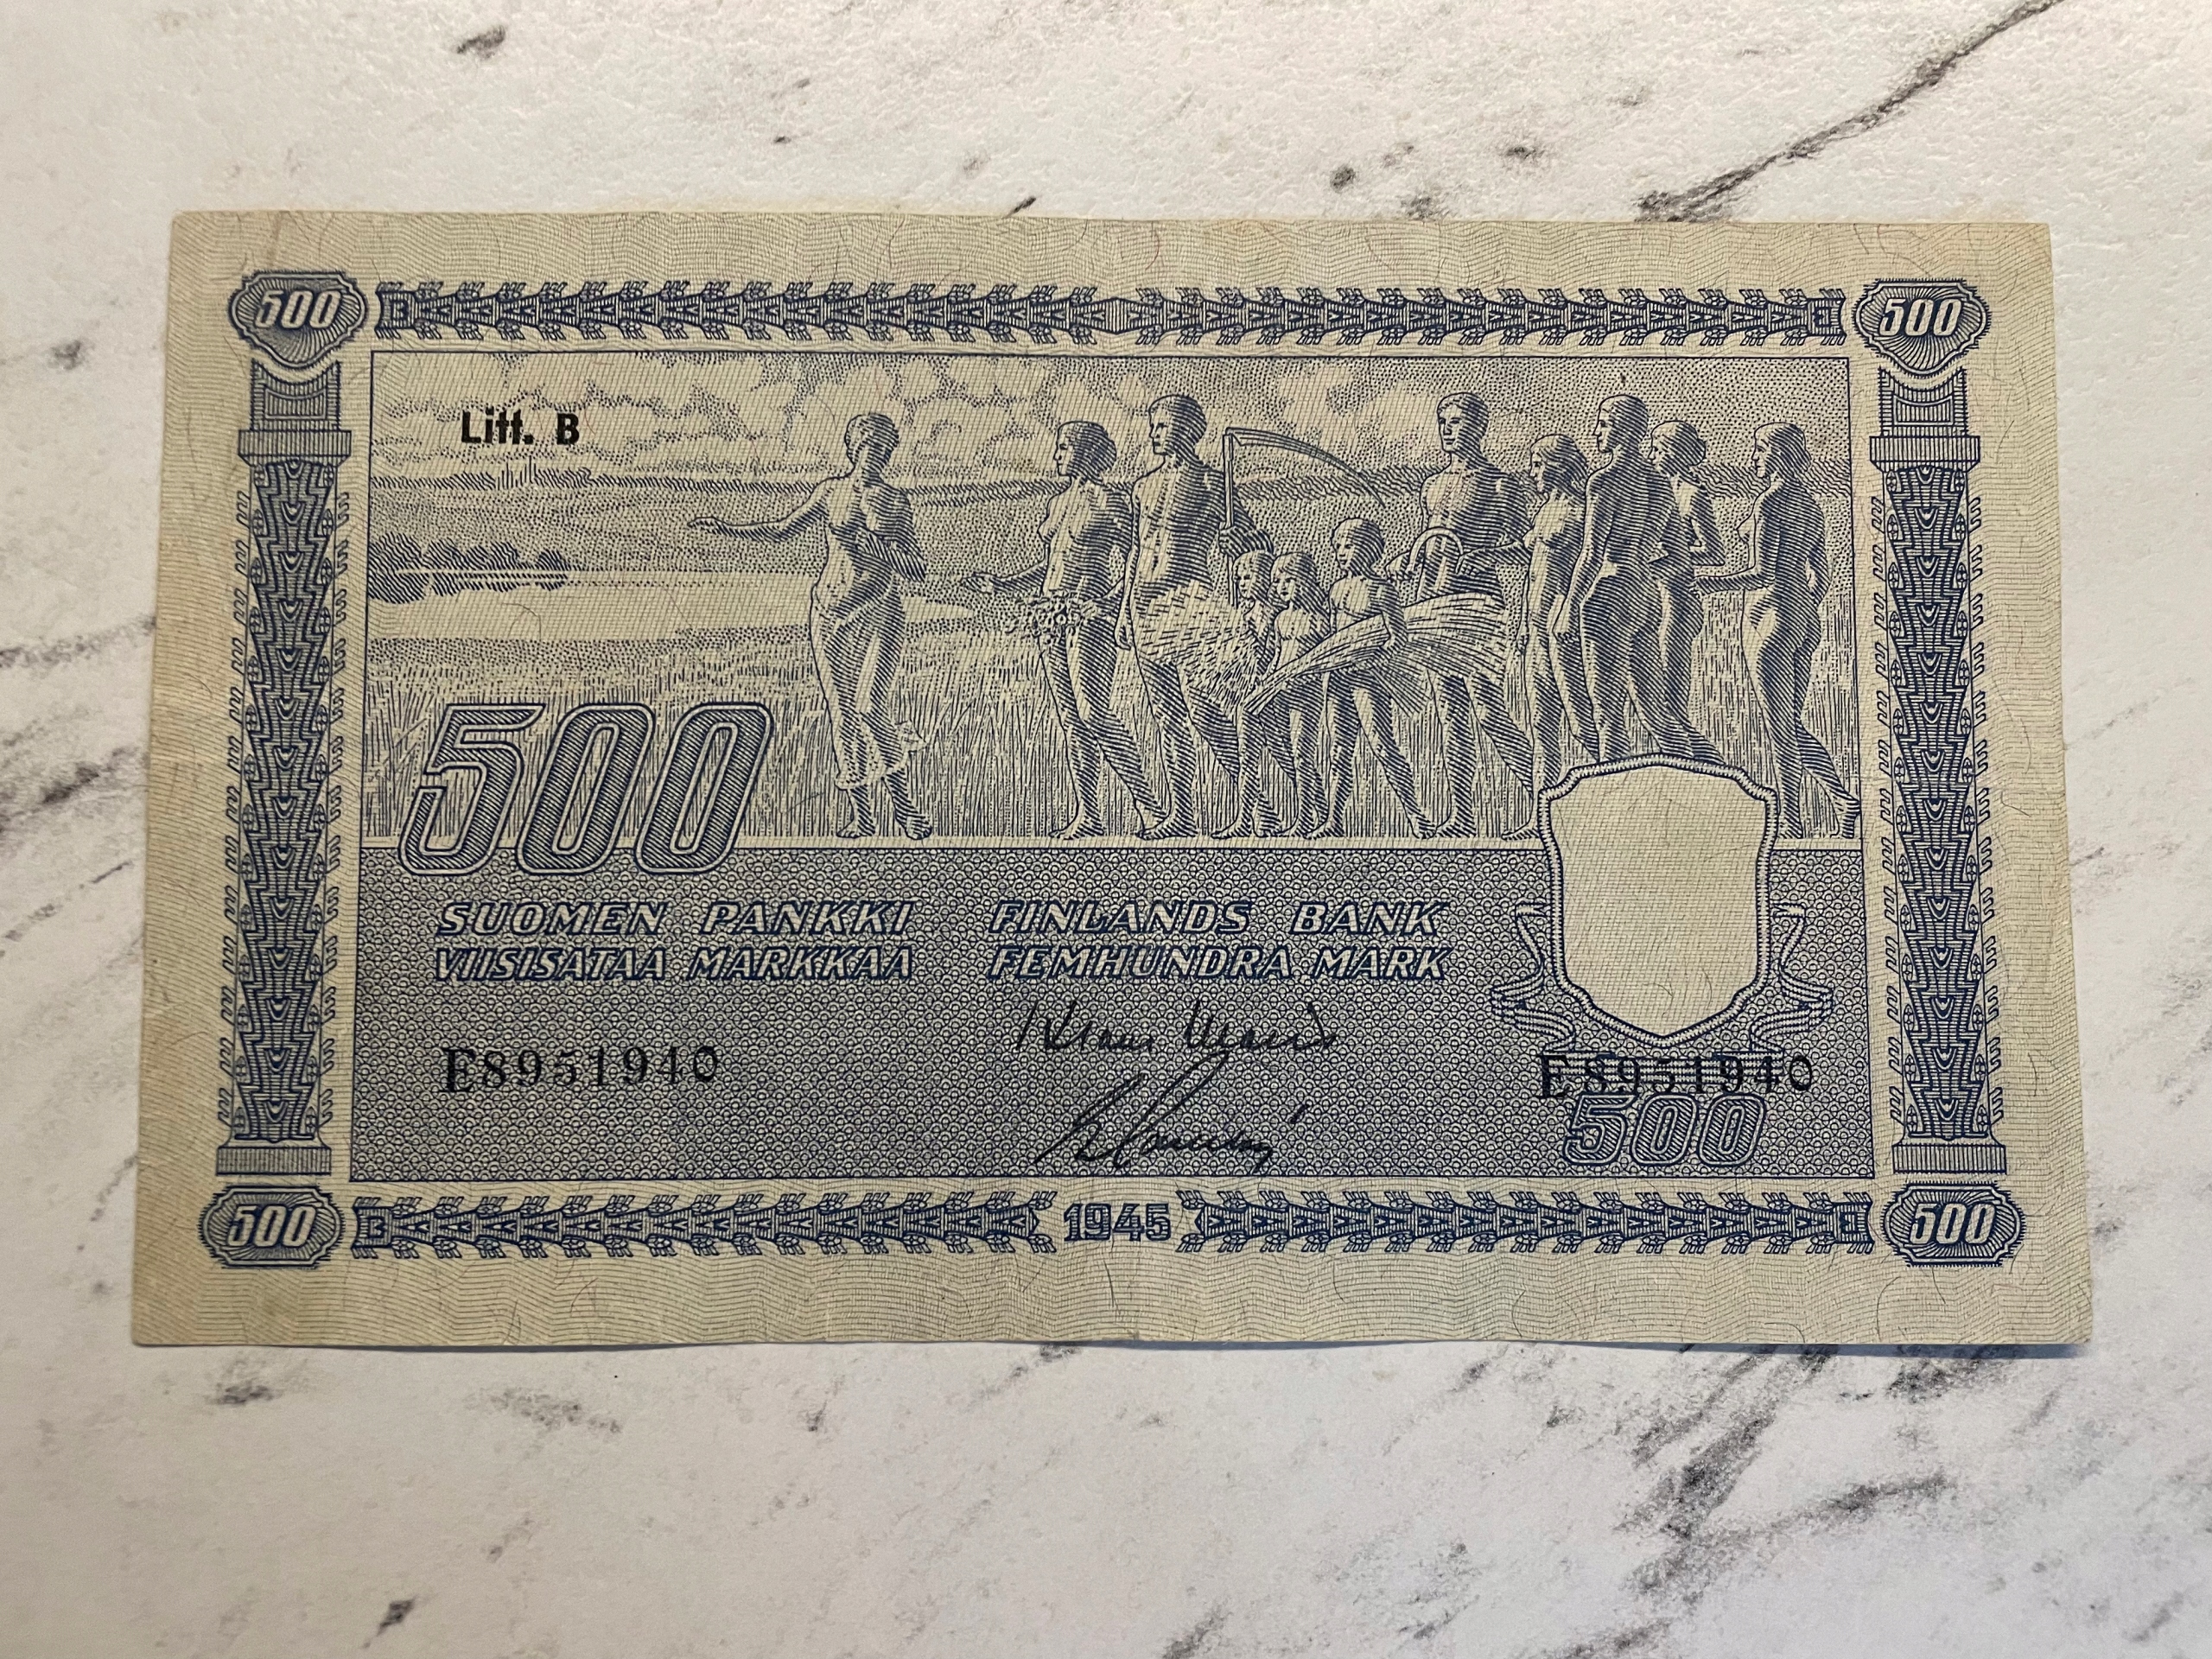 500 500
Litt. B
500
SUOMEN PANKKI FINLANDS BANK
VIISISATAA MARKKAA FEMHUNDRA MARK
E8951940 E8951940
500
500 1945 500